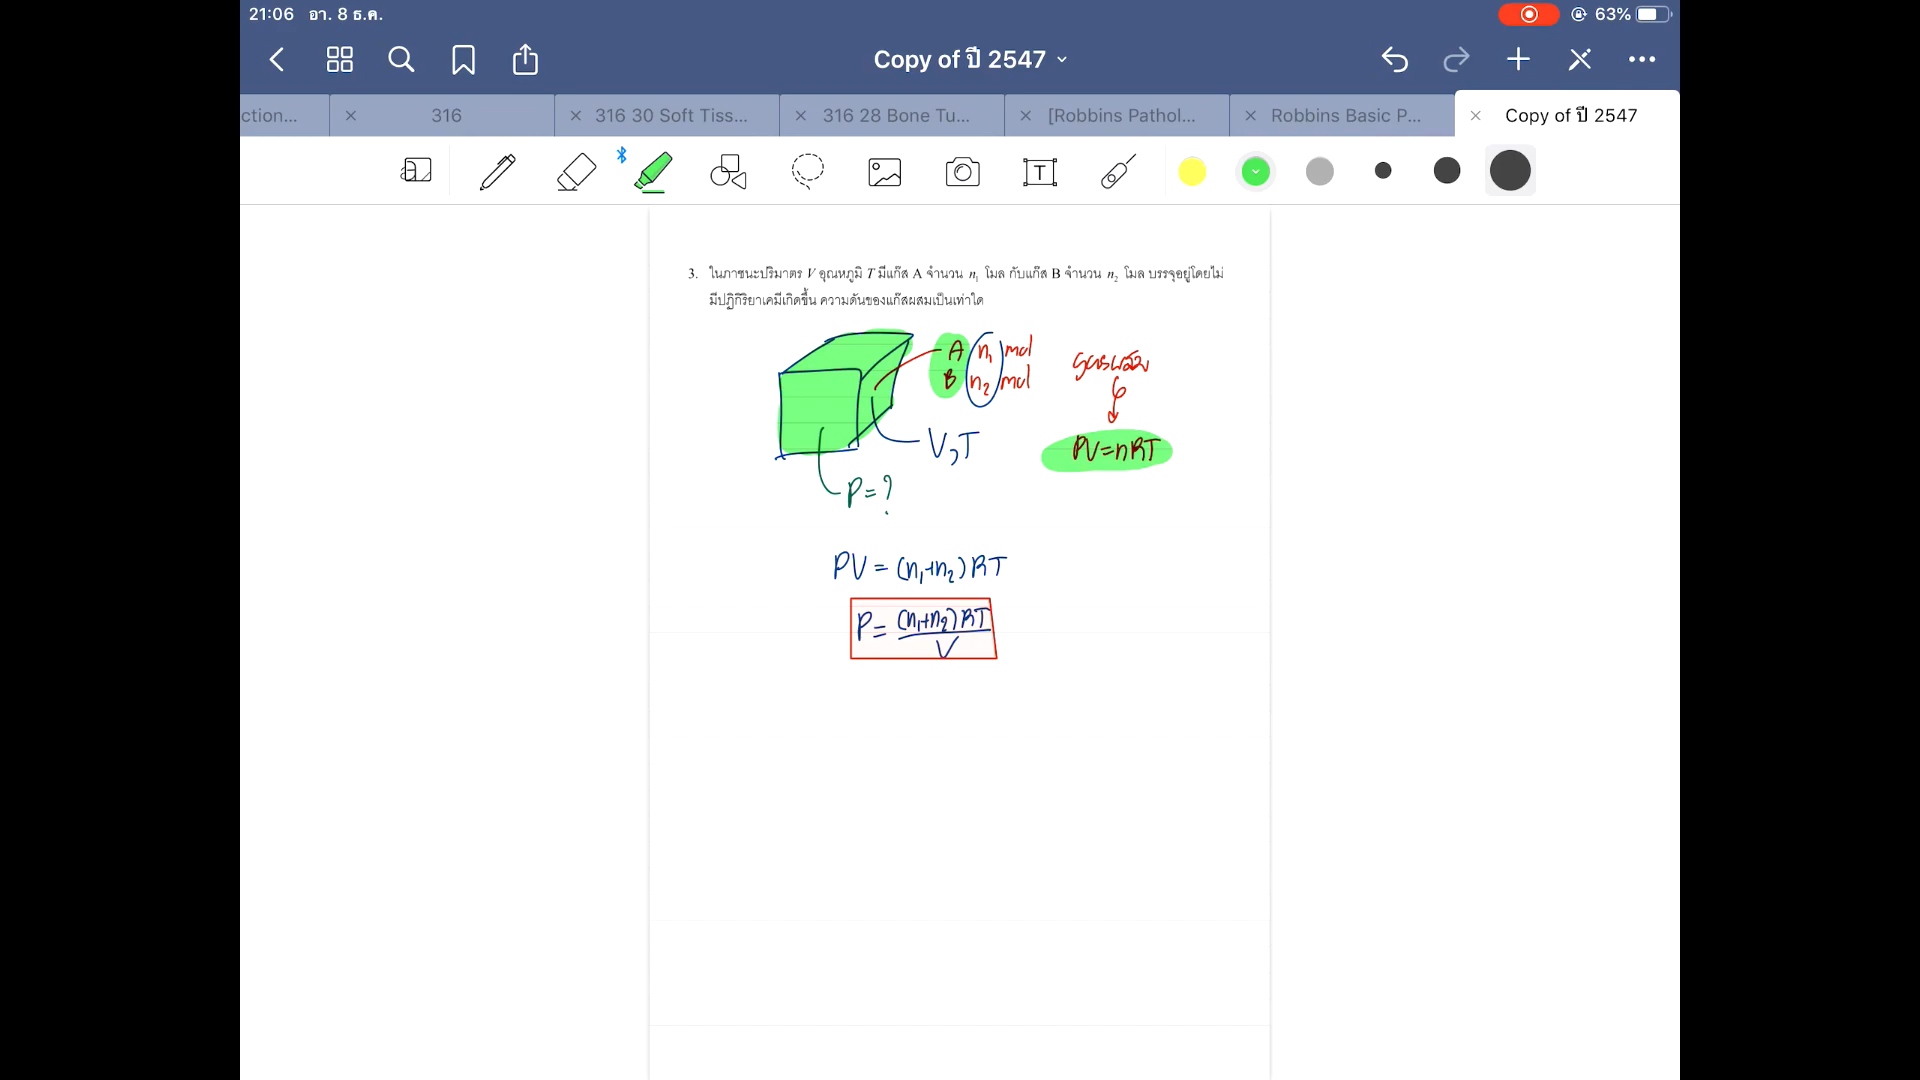 21:06 อา. 8 ธ.ค.
63%
Copy of ปี 2547
ction...
316
316 30 Soft Tiss...
316 28 Bone Tu...
[Robbins Pathol...
Robbins Basic P...
Copy of ปี 2547
3. ในภาชนะปริมาตร V อุณหภูมิ T มีแก๊ส A จำนวน n₁ โมล กับแก๊ส B จำนวน n₂ โมล บรรจุอยู่โดยไม่
มีปฏิกิริยาเคมีเกิดขึ้น ความดันของแก๊สผสมเป็นเท่าใด
A n₁ mol
B n₂ mol
V, T
PV=nRT
P=?
PV = (n₁+n₂)RT
P = (n₁+n₂)RT
V